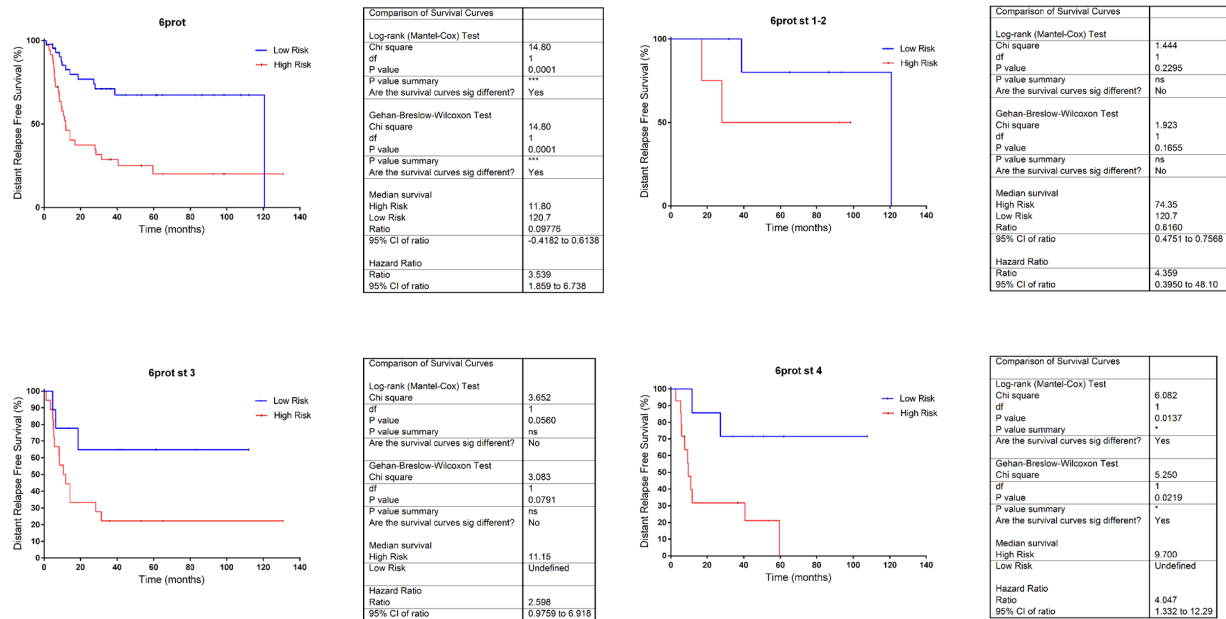 6prot
Distant Relapse Free Survival (%)
100
50
0
0 20 40 60 80 100 120 140
Time (months)
Low Risk
High Risk
Comparison of Survival Curves
Log-rank (Mantel-Cox) Test
Chi square 14.80
df 1
P value 0.0001
P value summary ***
Are the survival curves sig different? Yes
Gehan-Breslow-Wilcoxon Test
Chi square 14.80
df 1
P value 0.0001
P value summary ***
Are the survival curves sig different? Yes
Median survival
High Risk 11.80
Low Risk 120.7
Ratio 0.09776
95% CI of ratio -0.4182 to 0.6138
Hazard Ratio
Ratio 3.539
95% CI of ratio 1.859 to 6.738
6prot st 1-2
Distant Relapse Free Survival (%)
100
50
0
0 20 40 60 80 100 120 140
Time (months)
Low Risk
High Risk
Comparison of Survival Curves
Log-rank (Mantel-Cox) Test
Chi square 1.444
df 1
P value 0.2295
P value summary ns
Are the survival curves sig different? No
Gehan-Breslow-Wilcoxon Test
Chi square 1.923
df 1
P value 0.1655
P value summary ns
Are the survival curves sig different? No
Median survival
High Risk 74.35
Low Risk 120.7
Ratio 0.6160
95% CI of ratio 0.4751 to 0.7568
Hazard Ratio
Ratio 4.359
95% CI of ratio 0.3950 to 48.10
6prot st 3
Distant Relapse Free Survival (%)
100
90
80
70
60
50
40
30
20
10
0
0 20 40 60 80 100 120 140
Time (months)
Low Risk
High Risk
Comparison of Survival Curves
Log-rank (Mantel-Cox) Test
Chi square 3.652
df 1
P value 0.0560
P value summary ns
Are the survival curves sig different? No
Gehan-Breslow-Wilcoxon Test
Chi square 3.083
df 1
P value 0.0791
P value summary ns
Are the survival curves sig different? No
Median survival
High Risk 11.15
Low Risk Undefined
Hazard Ratio
Ratio 2.598
95% CI of ratio 0.9759 to 6.918
6prot st 4
Distant Relapse Free Survival (%)
100
90
80
70
60
50
40
30
20
10
0
0 20 40 60 80 100 120 140
Time (months)
Low Risk
High Risk
Comparison of Survival Curves
Log-rank (Mantel-Cox) Test
Chi square 6.082
df 1
P value 0.0137
P value summary *
Are the survival curves sig different? Yes
Gehan-Breslow-Wilcoxon Test
Chi square 5.250
df 1
P value 0.0219
P value summary *
Are the survival curves sig different? Yes
Median survival
High Risk 9.700
Low Risk Undefined
Hazard Ratio
Ratio 4.047
95% CI of ratio 1.332 to 12.29